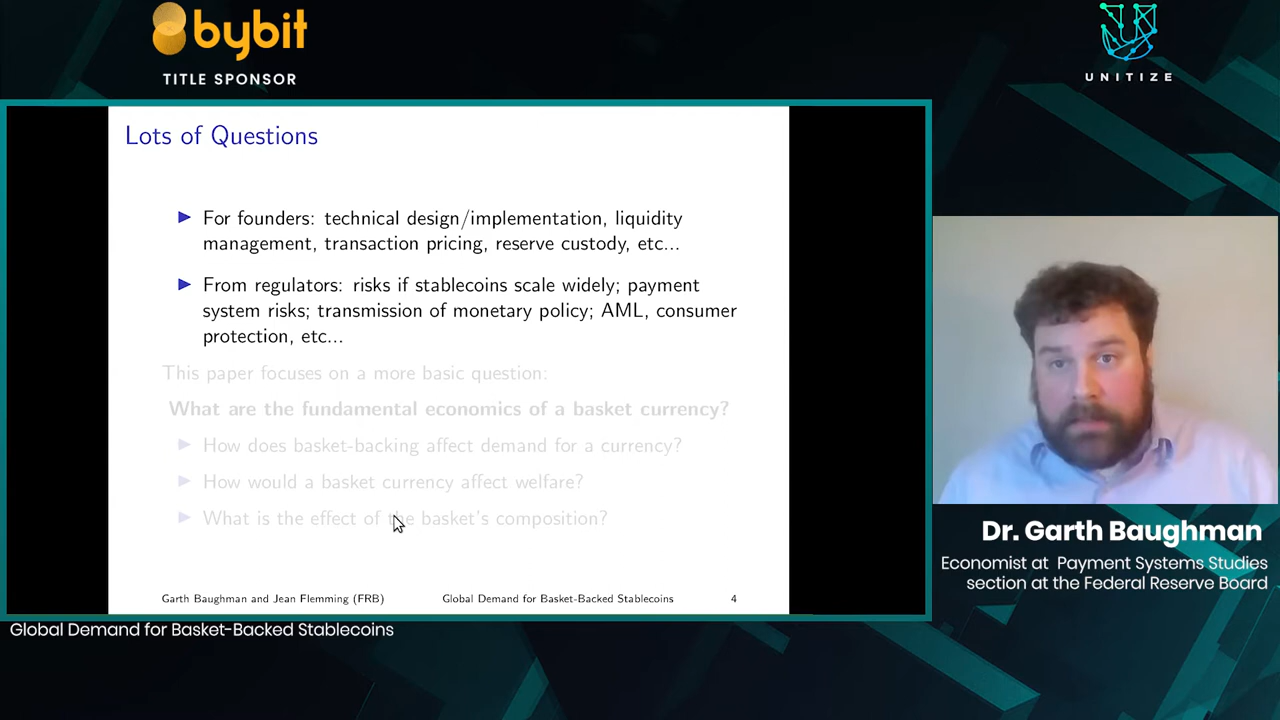 bybit
TITLE SPONSOR
UNITIZE
Lots of Questions
For founders: technical design/implementation, liquidity
management, transaction pricing, reserve custody, etc...
From regulators: risks if stablecoins scale widely; payment
system risks; transmission of monetary policy; AML, consumer
protection, etc...
This paper focuses on a more basic question:
What are the fundamental economics of a basket currency?
How does basket-backing affect demand for a currency?
How would a basket currency affect welfare?
What is the effect of the basket's composition?
Garth Baughman and Jean Flemming (FRB) Global Demand for Basket-Backed Stablecoins 4
Dr. Garth Baughman
Economist at Payment Systems Studies
section at the Federal Reserve Board
Global Demand for Basket-Backed Stablecoins